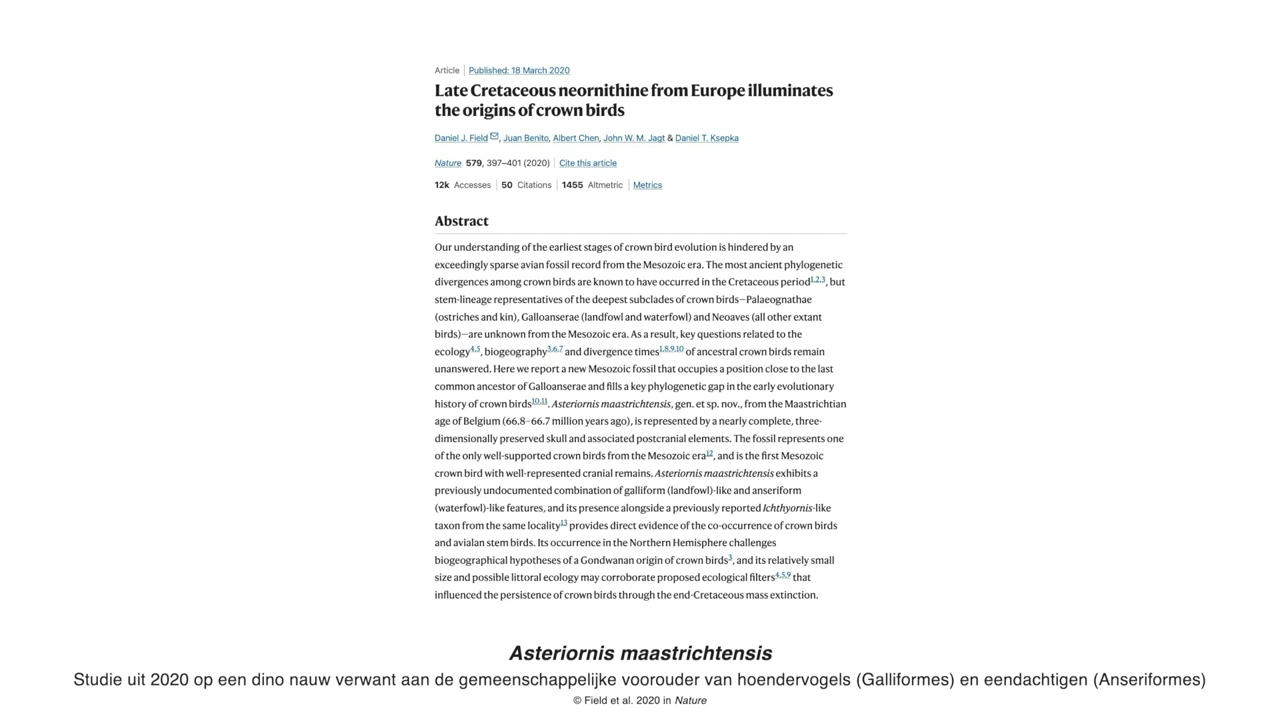 Article | Published: 18 March 2020
Late Cretaceous neornithine from Europe illuminates
the origins of crown birds
Daniel J. Field, Juan Benito, Albert Chen, John W. M. Jagt & Daniel T. Ksepka
Nature 579, 397–401 (2020) | Cite this article
12k Accesses | 50 Citations | 1455 Altmetric | Metrics
Abstract
Our understanding of the earliest stages of crown bird evolution is hindered by an
exceedingly sparse avian fossil record from the Mesozoic era. The most ancient phylogenetic
divergences among crown birds are known to have occurred in the Cretaceous period1,2,3, but
stem-lineage representatives of the deepest subclades of crown birds—Palaeognathae
(ostriches and kin), Galloanserae (landfowl and waterfowl) and Neoaves (all other extant
birds)—are unknown from the Mesozoic era. As a result, key questions related to the
ecology4,5, biogeography3,6,7 and divergence times1,8,9,10 of ancestral crown birds remain
unanswered. Here we report a new Mesozoic fossil that occupies a position close to the last
common ancestor of Galloanserae and fills a key phylogenetic gap in the early evolutionary
history of crown birds10,11. Asteriornis maastrichtensis, gen. et sp. nov., from the Maastrichtian
age of Belgium (66.8–66.7 million years ago), is represented by a nearly complete, three-
dimensionally preserved skull and associated postcranial elements. The fossil represents one
of the only well-supported crown birds from the Mesozoic era12, and is the first Mesozoic
crown bird with well-represented cranial remains. Asteriornis maastrichtensis exhibits a
previously undocumented combination of galliform (landfowl)-like and anseriform
(waterfowl)-like features, and its presence alongside a previously reported Ichthyornis-like
taxon from the same locality13 provides direct evidence of the co-occurrence of crown birds
and avialan stem birds. Its occurrence in the Northern Hemisphere challenges
biogeographical hypotheses of a Gondwanan origin of crown birds3, and its relatively small
size and possible littoral ecology may corroborate proposed ecological filters4,5,9 that
influenced the persistence of crown birds through the end-Cretaceous mass extinction.
Asteriornis maastrichtensis
Studie uit 2020 op een dino nauw verwant aan de gemeenschappelijke voorouder van hoendervogels (Galliformes) en eendachtigen (Anseriformes)
© Field et al. 2020 in Nature